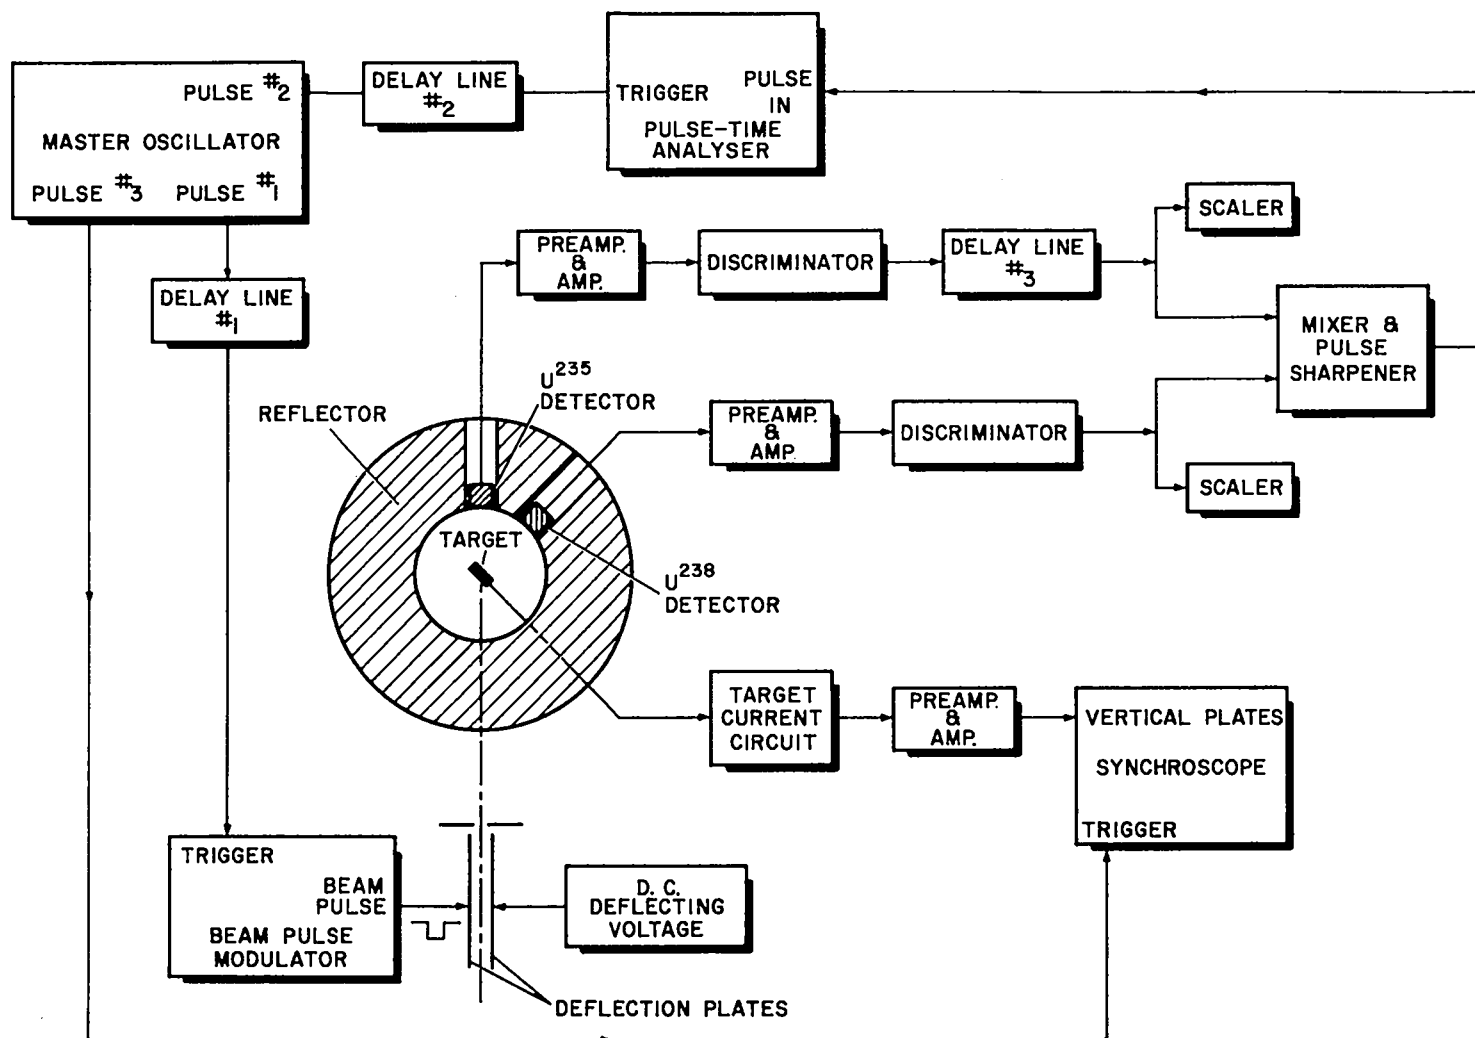 PULSE #2
MASTER OSCILLATOR
PULSE #3 PULSE #1
DELAY LINE
#2
TRIGGER
PULSE
IN
PULSE-TIME
ANALYSER
DELAY LINE
#1
PREAMP.
&
AMP.
DISCRIMINATOR
DELAY LINE
#3
SCALER
MIXER &
PULSE
SHARPENER
REFLECTOR
U235
DETECTOR
PREAMP.
&
AMP.
DISCRIMINATOR
SCALER
TARGET
U238
DETECTOR
TARGET
CURRENT
CIRCUIT
PREAMP.
&
AMP.
VERTICAL PLATES
SYNCHROSCOPE
TRIGGER
TRIGGER
BEAM
PULSE
BEAM PULSE
MODULATOR
D. C.
DEFLECTING
VOLTAGE
DEFLECTION PLATES